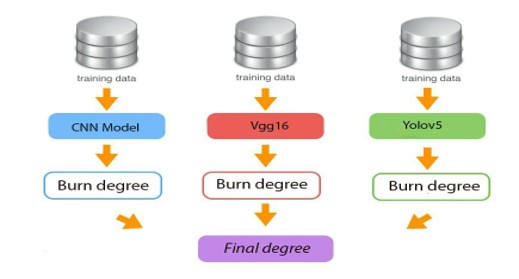 training data training data training data
CNN Model Vgg16 Yolov5
Burn degree Burn degree Burn degree
Final degree